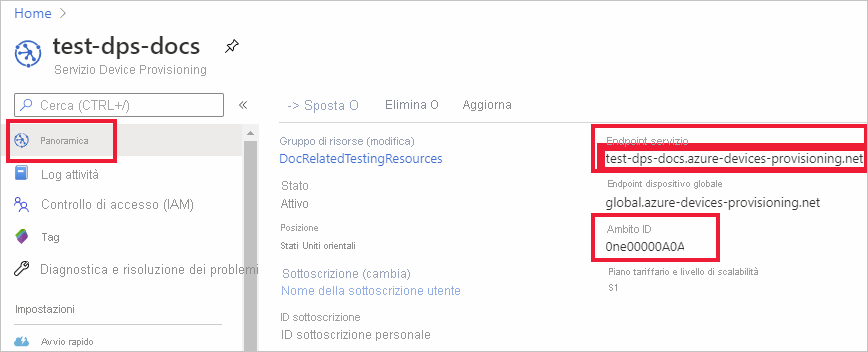 Home >
test-dps-docs
Servizio Device Provisioning
Cerca (CTRL+/)
«
Panoramica
Log attività
Controllo di accesso (IAM)
Tag
Diagnostica e risoluzione dei problemi
Impostazioni
Avvio rapido
-> Sposta O Elimina O Aggiorna
Gruppo di risorse (modifica)
DocRelatedTestingResources
Stato
Attivo
Posizione
Stati Uniti orientali
Sottoscrizione (cambia)
Nome della sottoscrizione utente
ID sottoscrizione
ID sottoscrizione personale
Endpoint servizio
test-dps-docs.azure-devices-provisioning.net
Endpoint dispositivo globale
global.azure-devices-provisioning.net
Ambito ID
0ne00000A0A
Piano tariffario e livello di scalabilità
S1